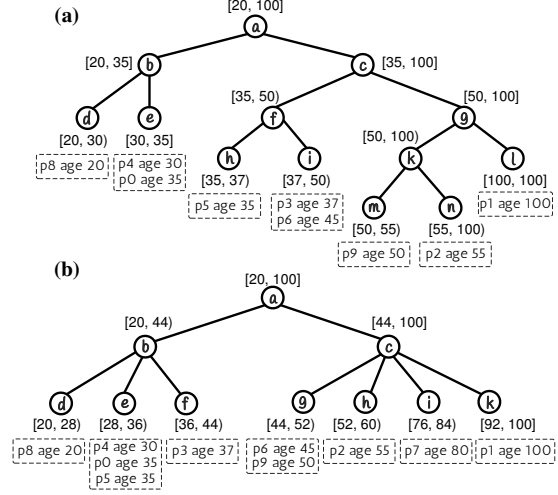 [20, 100]
(a)
a
[20, 35]
b
c
[35, 100]
[35, 50)
[50, 100]
d
e
f
g
[20, 30)
[30, 35]
[50, 100)
p8 age 20
p4 age 30
p0 age 35
h
i
k
l
[35, 37)
[37, 50)
[100, 100]
p5 age 35
p3 age 37
p6 age 45
m
n
p1 age 100
[50, 55)
[55, 100)
p9 age 50
p2 age 55
(b)
[20, 100]
a
[20, 44)
[44, 100]
b
c
d
e
f
g
h
i
k
[20, 28)
[28, 36)
[36, 44)
[44, 52)
[52, 60)
[76, 84)
[92, 100]
p8 age 20
p4 age 30
p0 age 35
p5 age 35
p3 age 37
p6 age 45
p9 age 50
p2 age 55
p7 age 80
p1 age 100